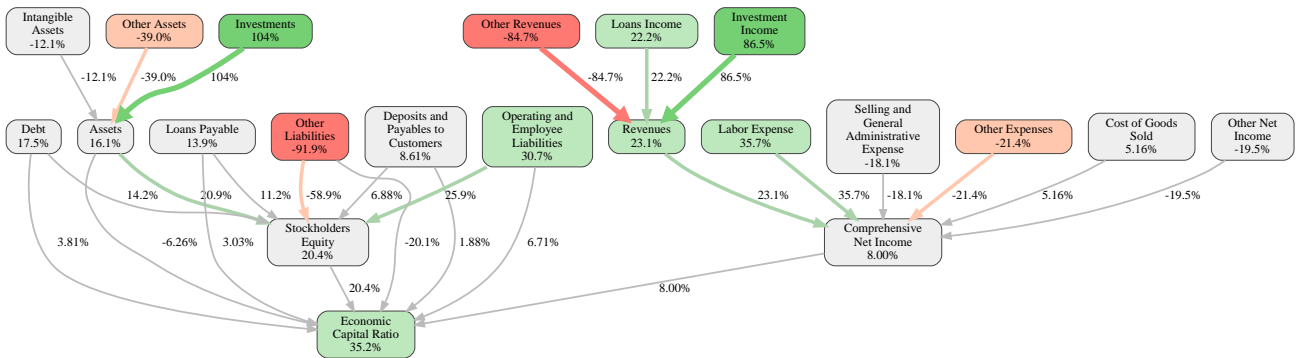 Intangible
Assets
-12.1%
Other Assets
-39.0%
Investments
104%
Other Revenues
-84.7%
Loans Income
22.2%
Investment
Income
86.5%
-12.1%
-39.0%
104%
-84.7%
22.2%
86.5%
Debt
17.5%
Assets
16.1%
Loans Payable
13.9%
Other
Liabilities
-91.9%
Deposits and
Payables to
Customers
8.61%
Operating and
Employee
Liabilities
30.7%
Revenues
23.1%
Labor Expense
35.7%
Selling and
General
Administrative
Expense
-18.1%
Other Expenses
-21.4%
Cost of Goods
Sold
5.16%
Other Net
Income
-19.5%
14.2%
20.9%
11.2%
-58.9%
6.88%
25.9%
23.1%
35.7%
-18.1%
-21.4%
5.16%
-19.5%
Stockholders
Equity
20.4%
Comprehensive
Net Income
8.00%
3.81%
-6.26%
3.03%
-20.1%
1.88%
6.71%
20.4%
8.00%
Economic
Capital Ratio
35.2%